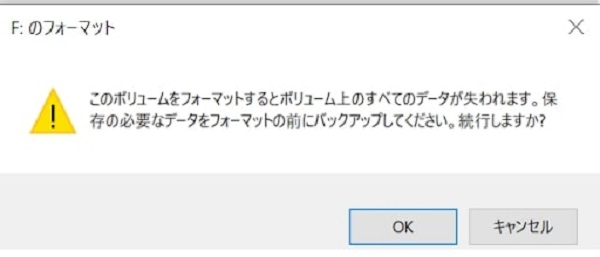 F: のフォーマット
このボリュームをフォーマットするとボリューム上のすべてのデータが失われます。保
存の必要なデータをフォーマットの前にバックアップしてください。続行しますか?
OK
キャンセル